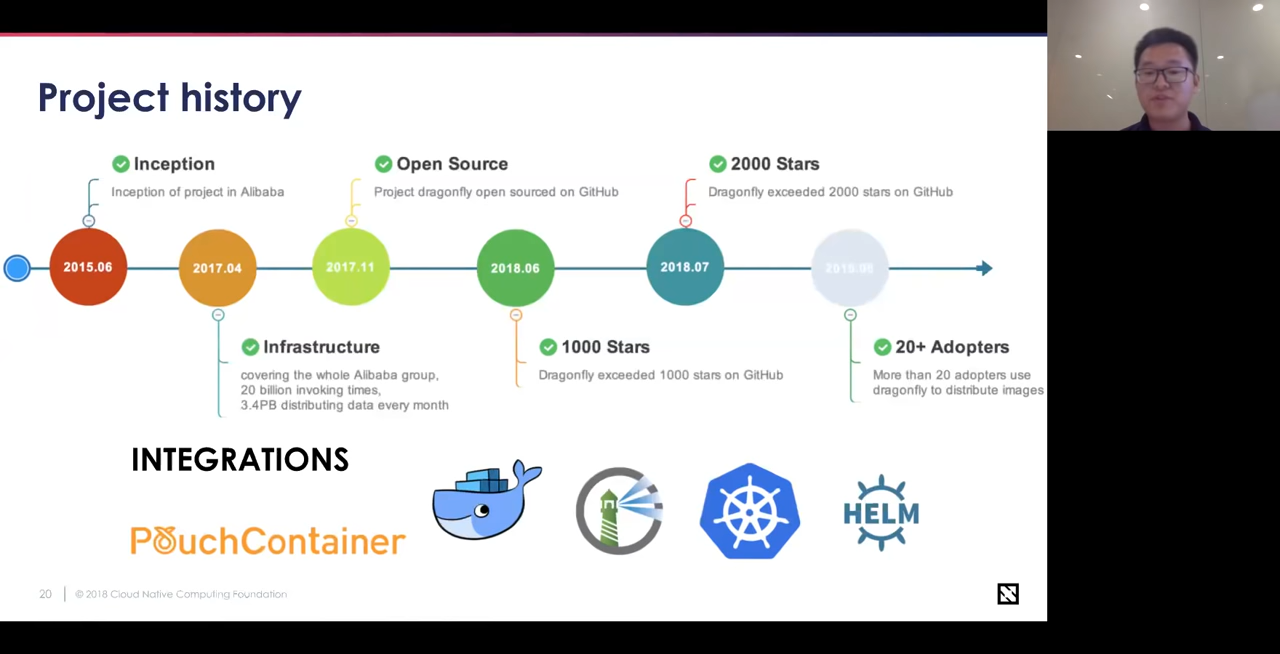 Project history
Inception
Inception of project in Alibaba
Open Source
Project dragonfly open sourced on GitHub
2000 Stars
Dragonfly exceeded 2000 stars on GitHub
2015.06
2017.04
2017.11
2018.06
2018.07
Infrastructure
covering the whole Alibaba group,
20 billion invoking times,
3.4PB distributing data every month
1000 Stars
Dragonfly exceeded 1000 stars on GitHub
20+ Adopters
More than 20 adopters use
dragonfly to distribute images
INTEGRATIONS
PouchContainer
HELM
20
© 2018 Cloud Native Computing Foundation